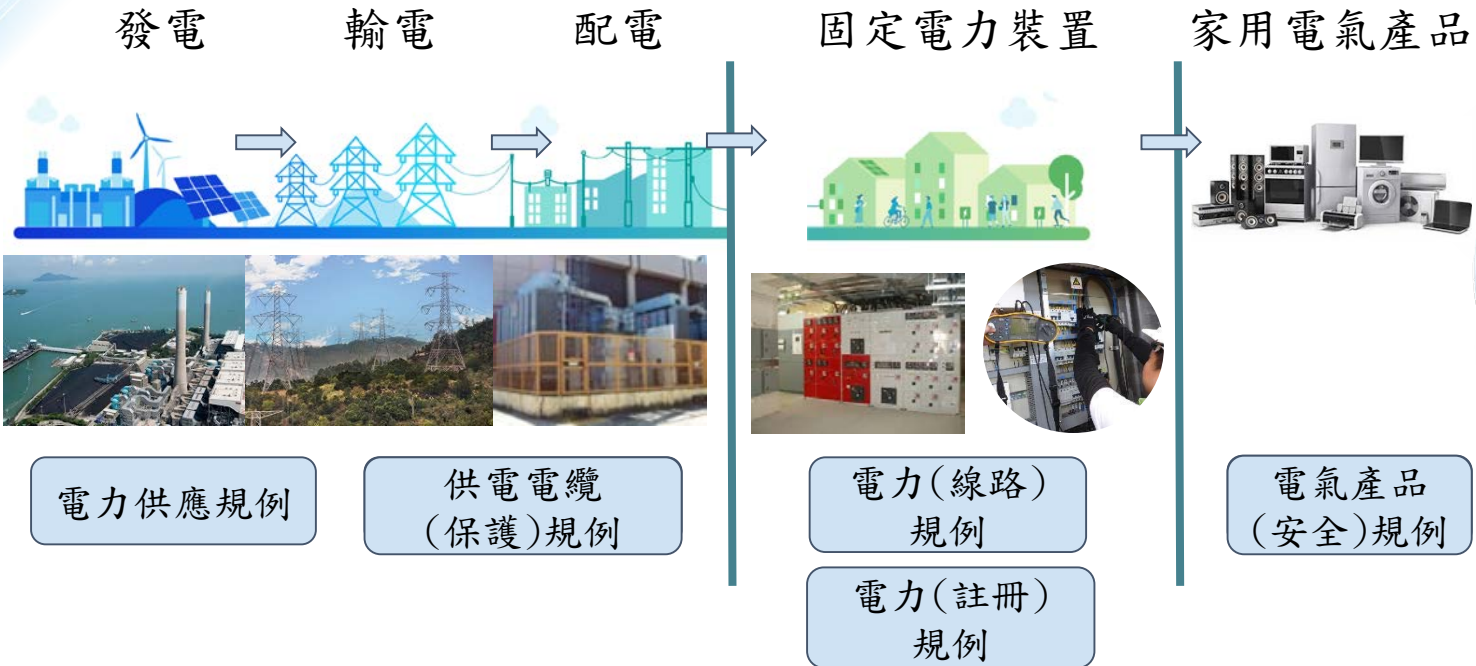 發電
輸電
配電
固定電力裝置
家用電氣產品
電力供應規例
供電電纜
(保護)規例
電力(線路)
規例
電力(註冊)
規例
電氣產品
(安全)規例